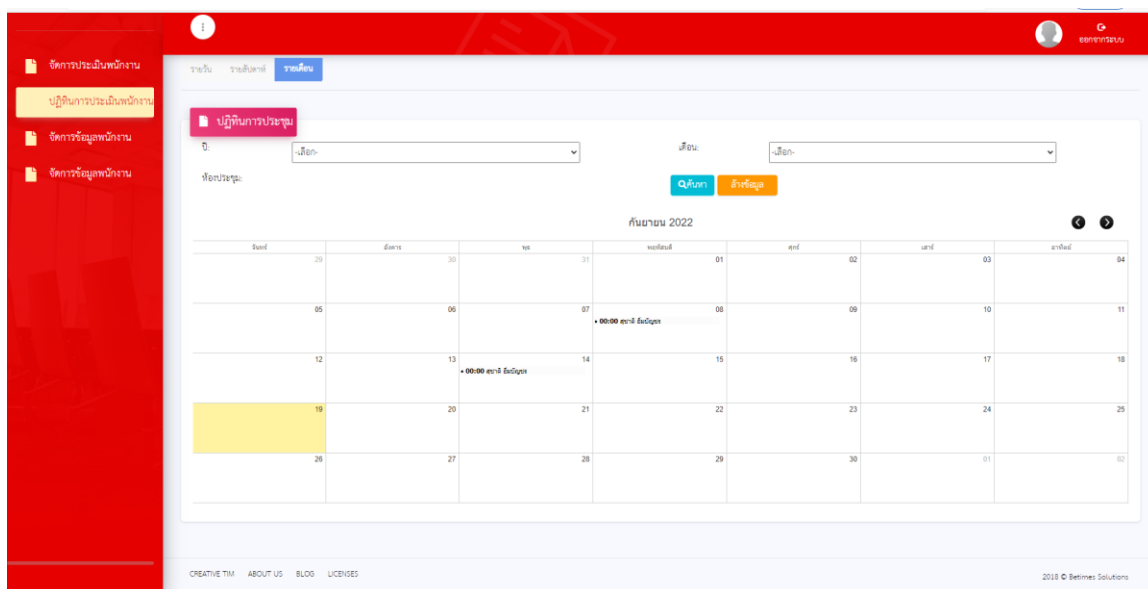 ออกจากระบบ
จัดการประเมินพนักงาน
ปฏิทินการประเมินพนักงาน
จัดการข้อมูลพนักงาน
จัดการข้อมูลพนักงาน
รายวัน รายสัปดาห์ รายเดือน
ปฏิทินการประชุม
ปี: -เลือก- เดือน: -เลือก-
ห้องประชุม: ค้นหา ล้างข้อมูล
กันยายน 2022
จันทร์ อังคาร พุธ พฤหัสบดี ศุกร์ เสาร์ อาทิตย์
29 30 31 01 02 03 04
05 06 07 08 09 10 11
• 00:00 สุชาติ
12 13 14 15 16 17 18
• 00:00 สุชาติ
19 20 21 22 23 24 25
26 27 28 29 30 01 02
CREATIVE TIM ABOUT US BLOG LICENSES
2018 © Betimes Solutions